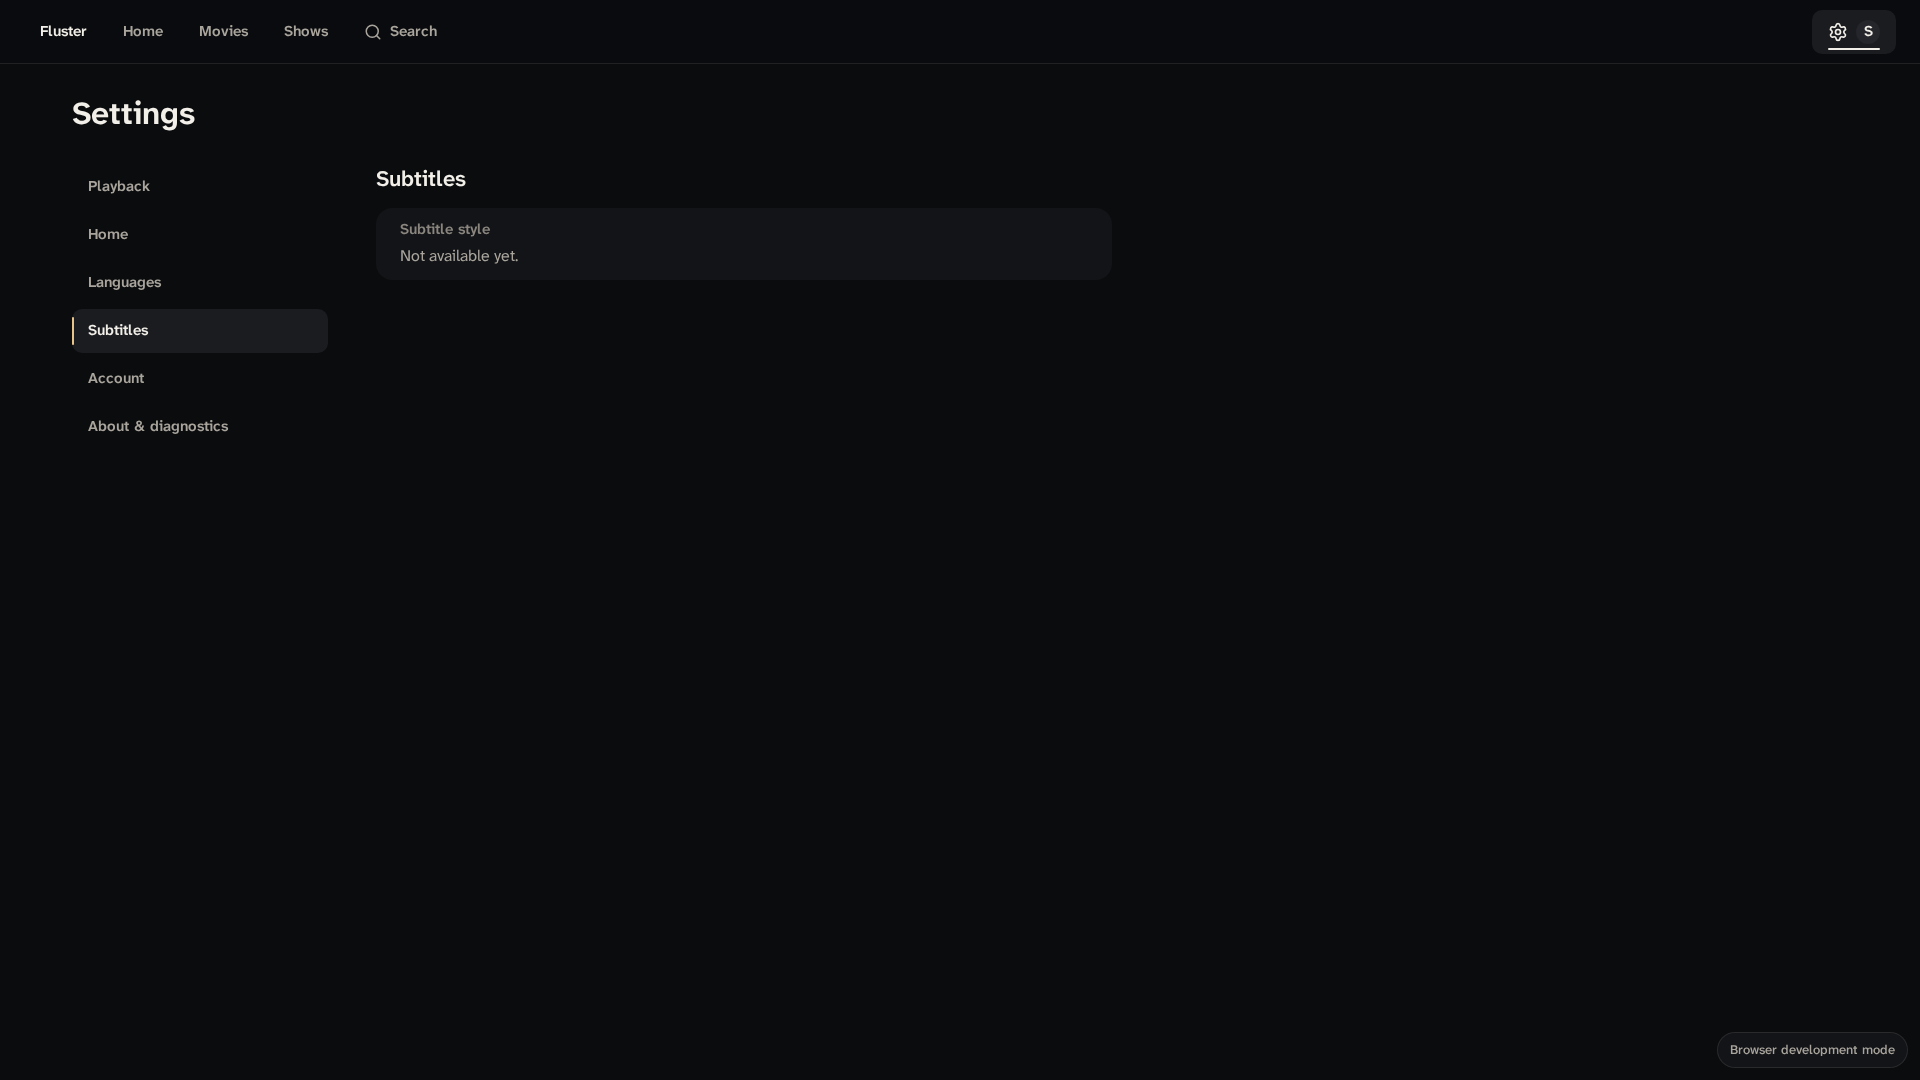 Fluster Home Movies Shows Search S
Settings
Playback
Home
Languages
Subtitles
Account
About & diagnostics
Subtitles
Subtitle style
Not available yet.
Browser development mode